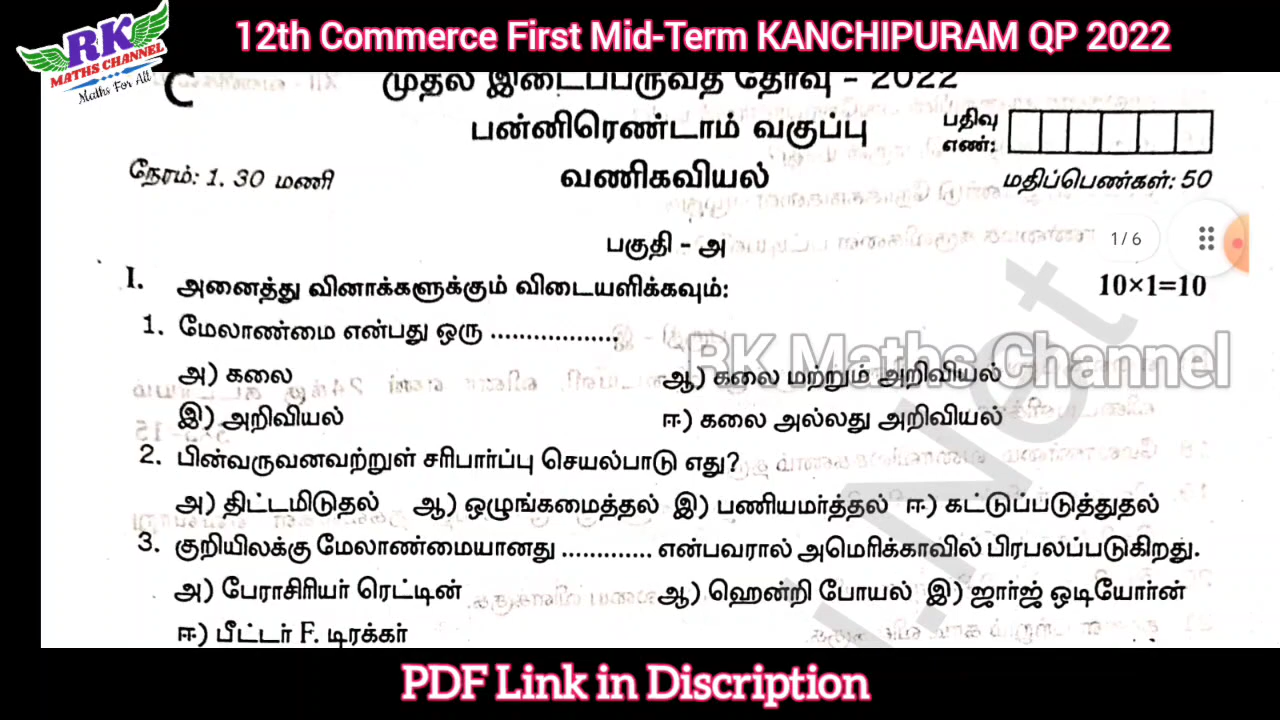 RK
MATHS CHANNEL
Maths For All
12th Commerce First Mid-Term KANCHIPURAM QP 2022
முதல் இடைப்பருவத் தேர்வு - 2022
C
பன்னிரெண்டாம் வகுப்பு
பதிவு
எண்:
நேரம்: 1. 30 மணி
வணிகவியல்
மதிப்பெண்கள்: 50
பகுதி - அ
1 / 6
I. அனைத்து வினாக்களுக்கும் விடையளிக்கவும்: 10×1=10
1. மேலாண்மை என்பது ஒரு ..................
RK Maths Channel
அ) கலை ஆ) கலை மற்றும் அறிவியல்
இ) அறிவியல் ஈ) கலை அல்லது அறிவியல்
2. பின்வருவனவற்றுள் சரிபார்ப்பு செயல்பாடு எது?
அ) திட்டமிடுதல் ஆ) ஒழுங்கமைத்தல் இ) பணியமர்த்தல் ஈ) கட்டுப்படுத்துதல்
3. குறியிலக்கு மேலாண்மையானது ............. என்பவரால் அமெரிக்காவில் பிரபலப்படுகிறது.
அ) பேராசிரியர் ரெட்டின் ஆ) ஹென்றி போயல் இ) ஜார்ஜ் ஒடியோர்ன்
ஈ) பீட்டர் F. டிரக்கர்
.Net
PDF Link in Discription